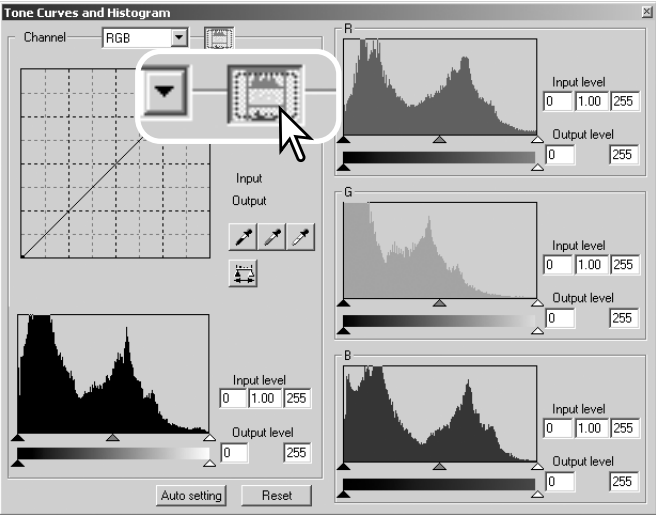 Tone Curves and Histogram
Channel RGB
Input
Output
Input level
0 1.00 255
Output level
0 255
Auto setting Reset
R
Input level
0 1.00 255
Output level
0 255
G
Input level
0 1.00 255
Output level
0 255
B
Input level
0 1.00 255
Output level
0 255